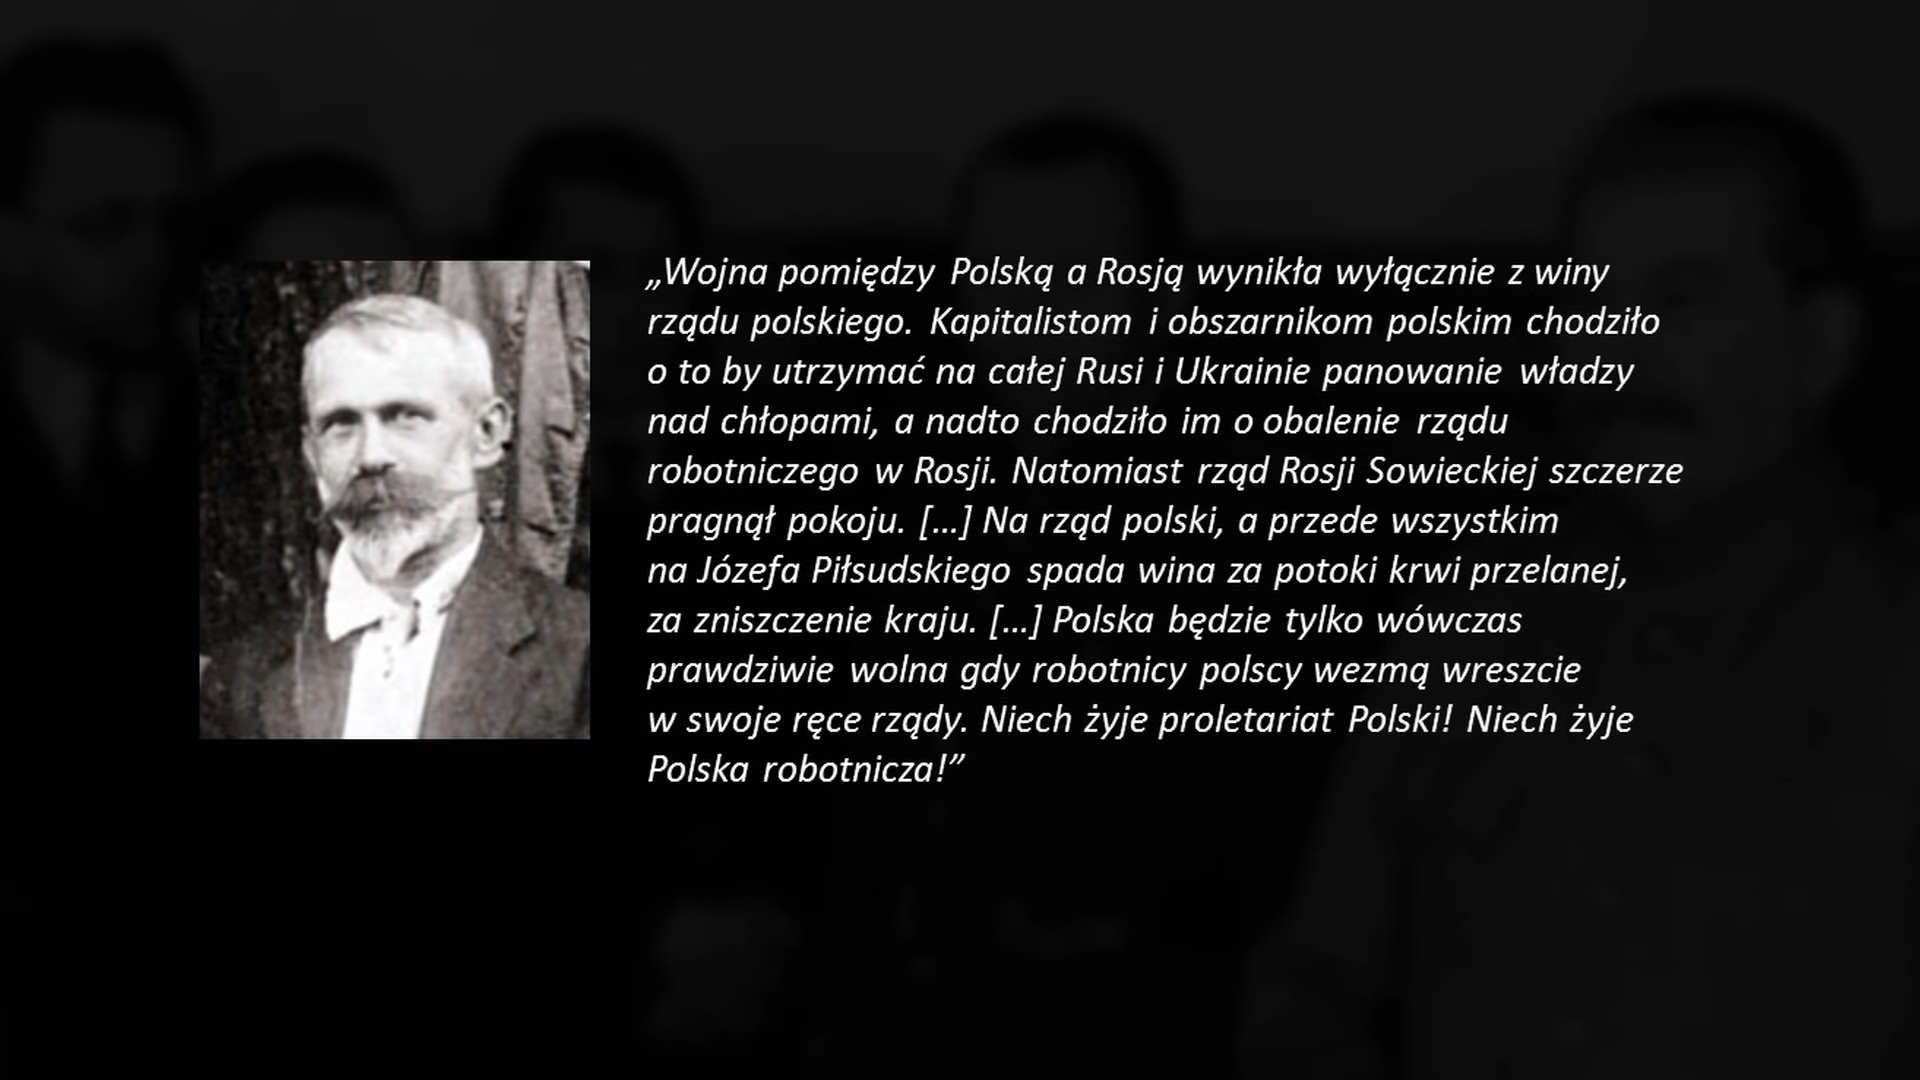 „Wojna pomiędzy Polską a Rosją wynikła wyłącznie z winy
rządu polskiego. Kapitalistom i obszarnikom polskim chodziło
o to by utrzymać na całej Rusi i Ukrainie panowanie władzy
nad chłopami, a nadto chodziło im o obalenie rządu
robotniczego w Rosji. Natomiast rząd Rosji Sowieckiej szczerze
pragnął pokoju. [...] Na rząd polski, a przede wszystkim
na Józefa Piłsudskiego spada wina za potoki krwi przelanej,
za zniszczenie kraju. [...] Polska będzie tylko wówczas
prawdziwie wolna gdy robotnicy polscy wezmą wreszcie
w swoje ręce rządy. Niech żyje proletariat Polski! Niech żyje
Polska robotnicza!”